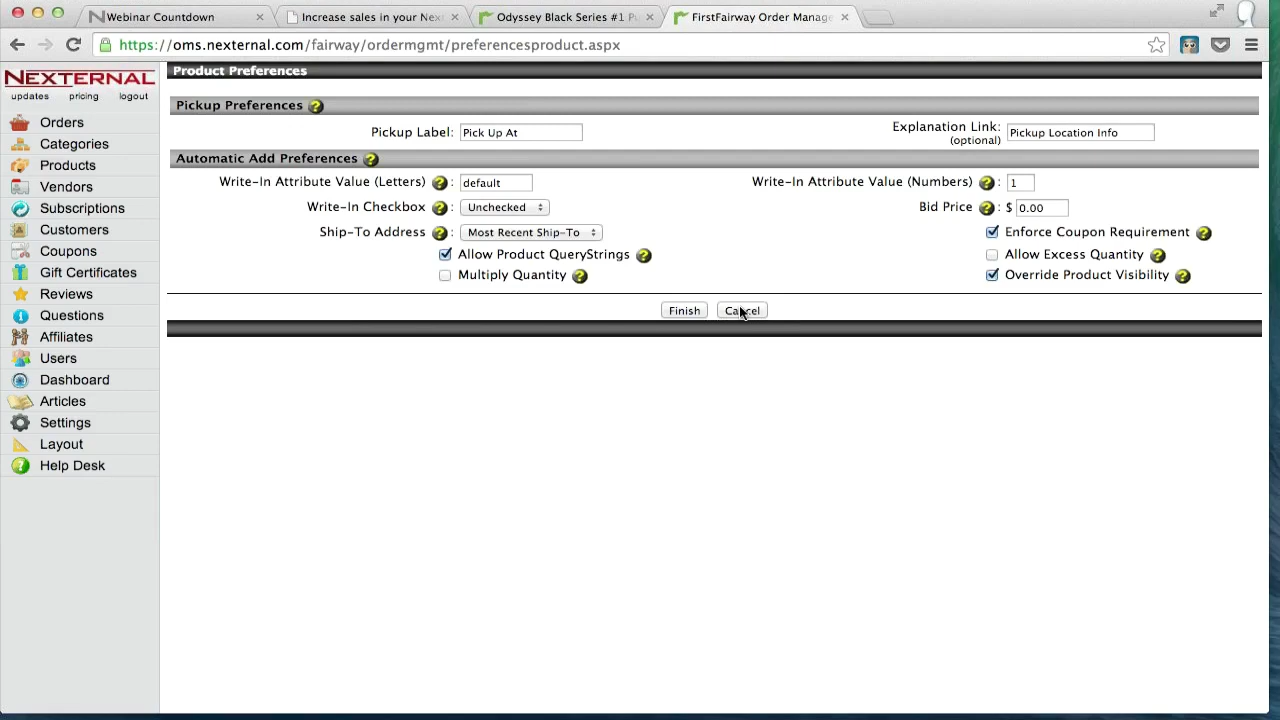 Webinar Countdown
Increase sales in your Nex
Odyssey Black Series #1 P
FirstFairway Order Manage
https://oms.nexternal.com/fairway/ordermgmt/preferencesproduct.aspx
NEXTERNAL
updates pricing logout
Orders
Categories
Products
Vendors
Subscriptions
Customers
Coupons
Gift Certificates
Reviews
Questions
Affiliates
Users
Dashboard
Articles
Settings
Layout
Help Desk
Product Preferences
Pickup Preferences ?
Pickup Label: Pick Up At
Explanation Link: Pickup Location Info
(optional)
Automatic Add Preferences ?
Write-In Attribute Value (Letters) ? : default
Write-In Attribute Value (Numbers) ? : 1
Write-In Checkbox ? : Unchecked
Bid Price ? : $ 0.00
Ship-To Address ? : Most Recent Ship-To
Enforce Coupon Requirement ?
Allow Product QueryStrings ?
Allow Excess Quantity ?
Multiply Quantity ?
Override Product Visibility ?
Finish Cancel